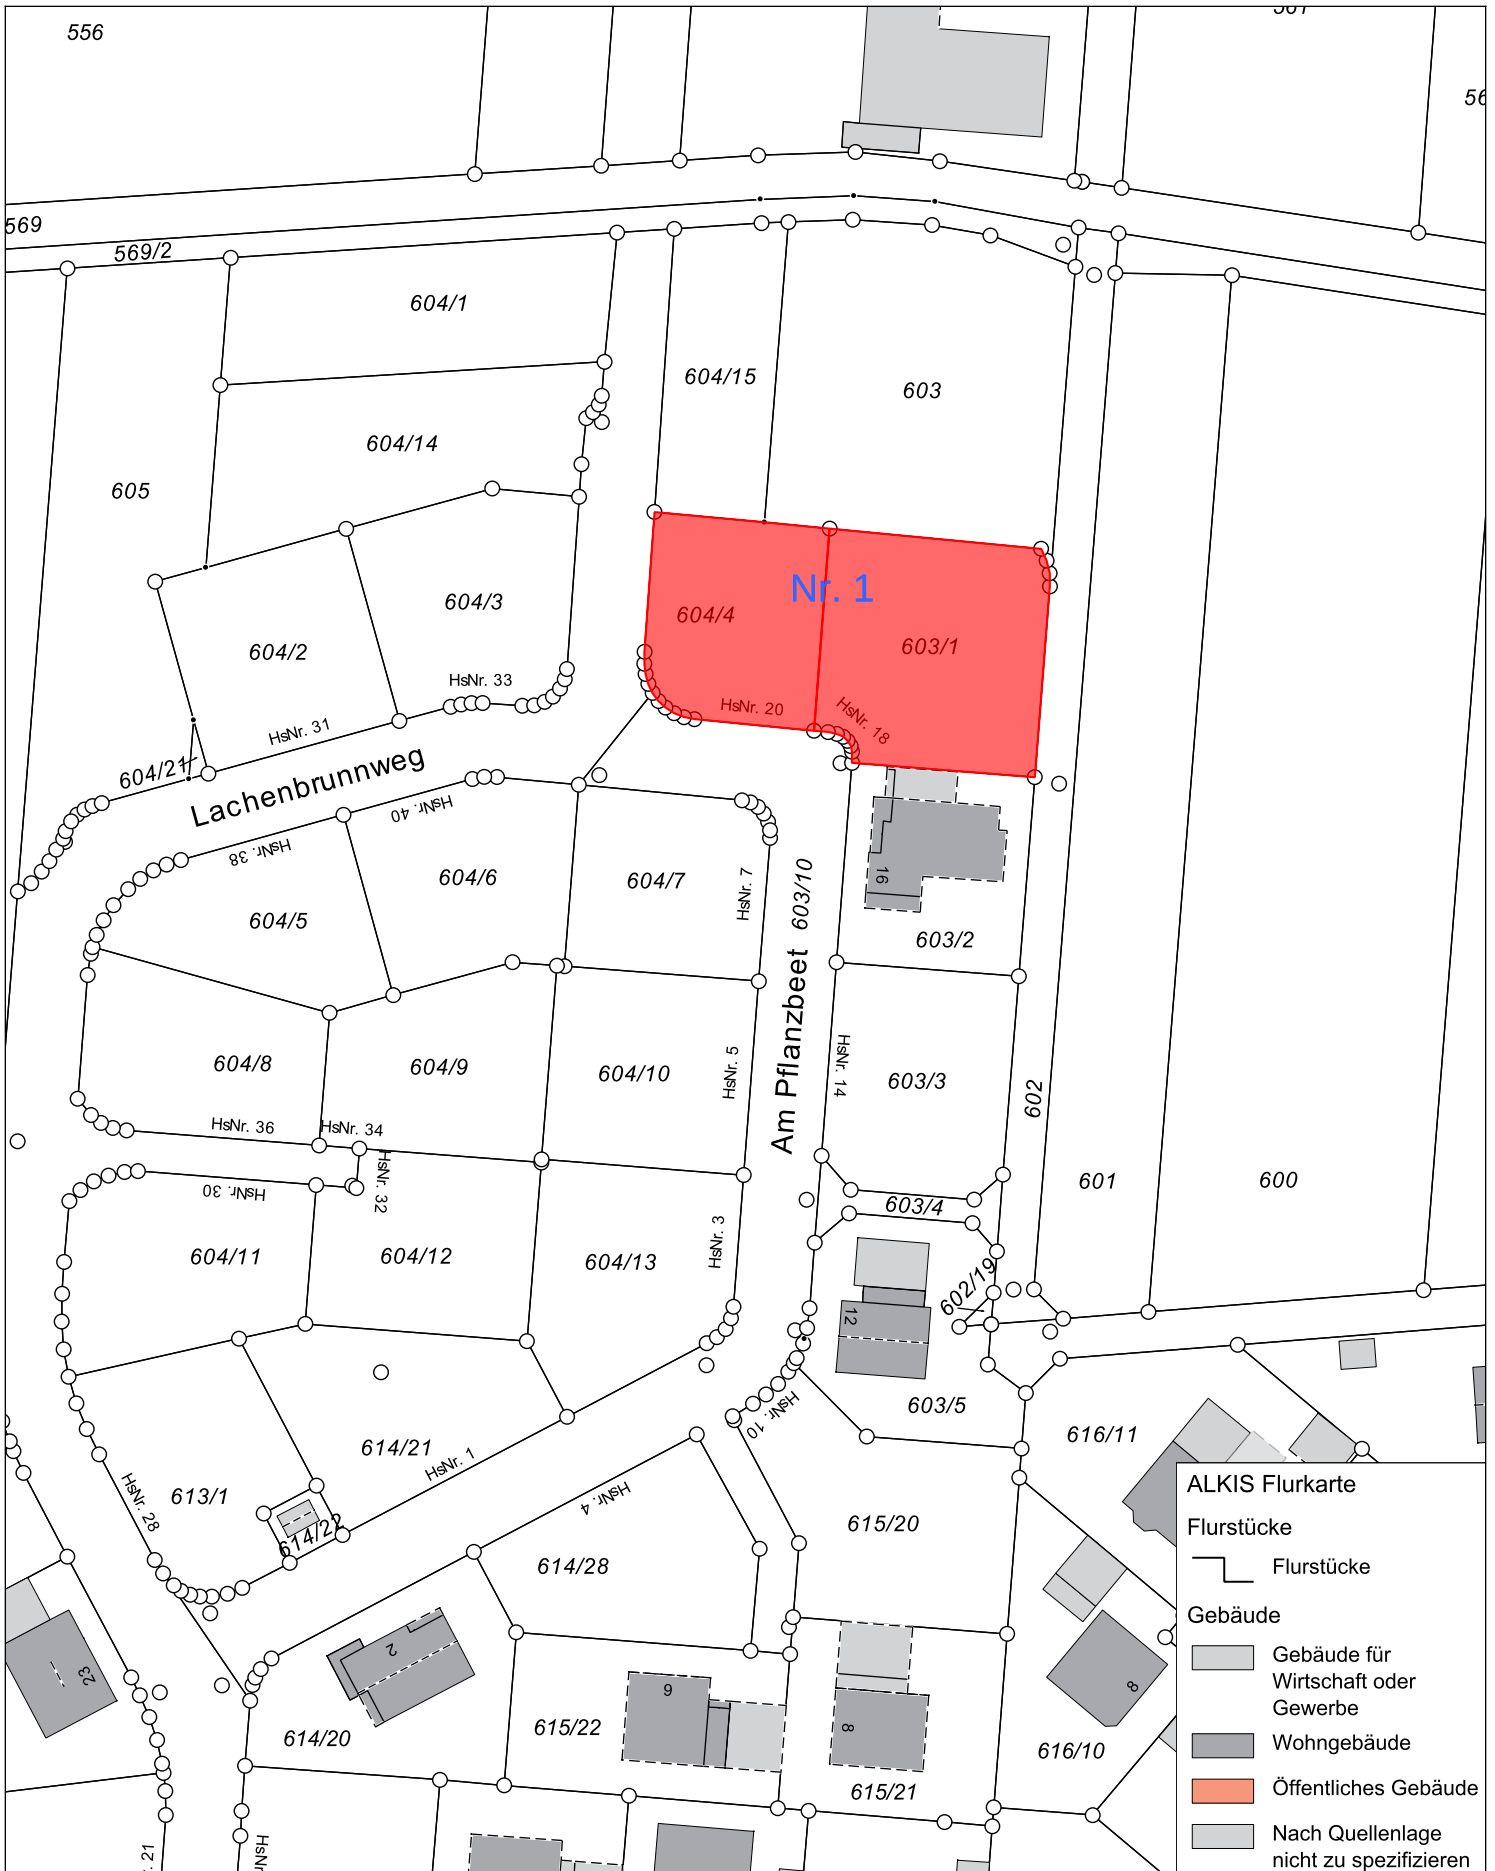 556
569
569/2
604/1
604/15
603
604/14
605
604/3
604/2
HsNr. 33
HsNr. 31
604/21
Lachenbrunnweg
Nr. 1
604/4
603/1
HsNr. 20
HsNr. 18
HsNr. 40
HsNr. 38
604/6
604/7
HsNr. 7
604/5
603/10
Am Pflanzbeet
16
603/2
604/8
604/9
604/10
HsNr. 5
HsNr. 14
603/3
602
HsNr. 36
HsNr. 34
HsNr. 32
HsNr. 30
601
600
603/4
604/11
604/12
604/13
HsNr. 3
602/19
12
603/5
HsNr. 10
616/11
614/21
HsNr. 1
613/1
HsNr. 28
614/22
HsNr. 4
615/20
614/28
2
23
614/20
615/22
6
8
615/21
8
616/10
21
HsNr
ALKIS Flurkarte
Flurstücke
Flurstücke
Gebäude
Gebäude für
Wirtschaft oder
Gewerbe
Wohngebäude
Öffentliches Gebäude
Nach Quellenlage
nicht zu spezifizieren